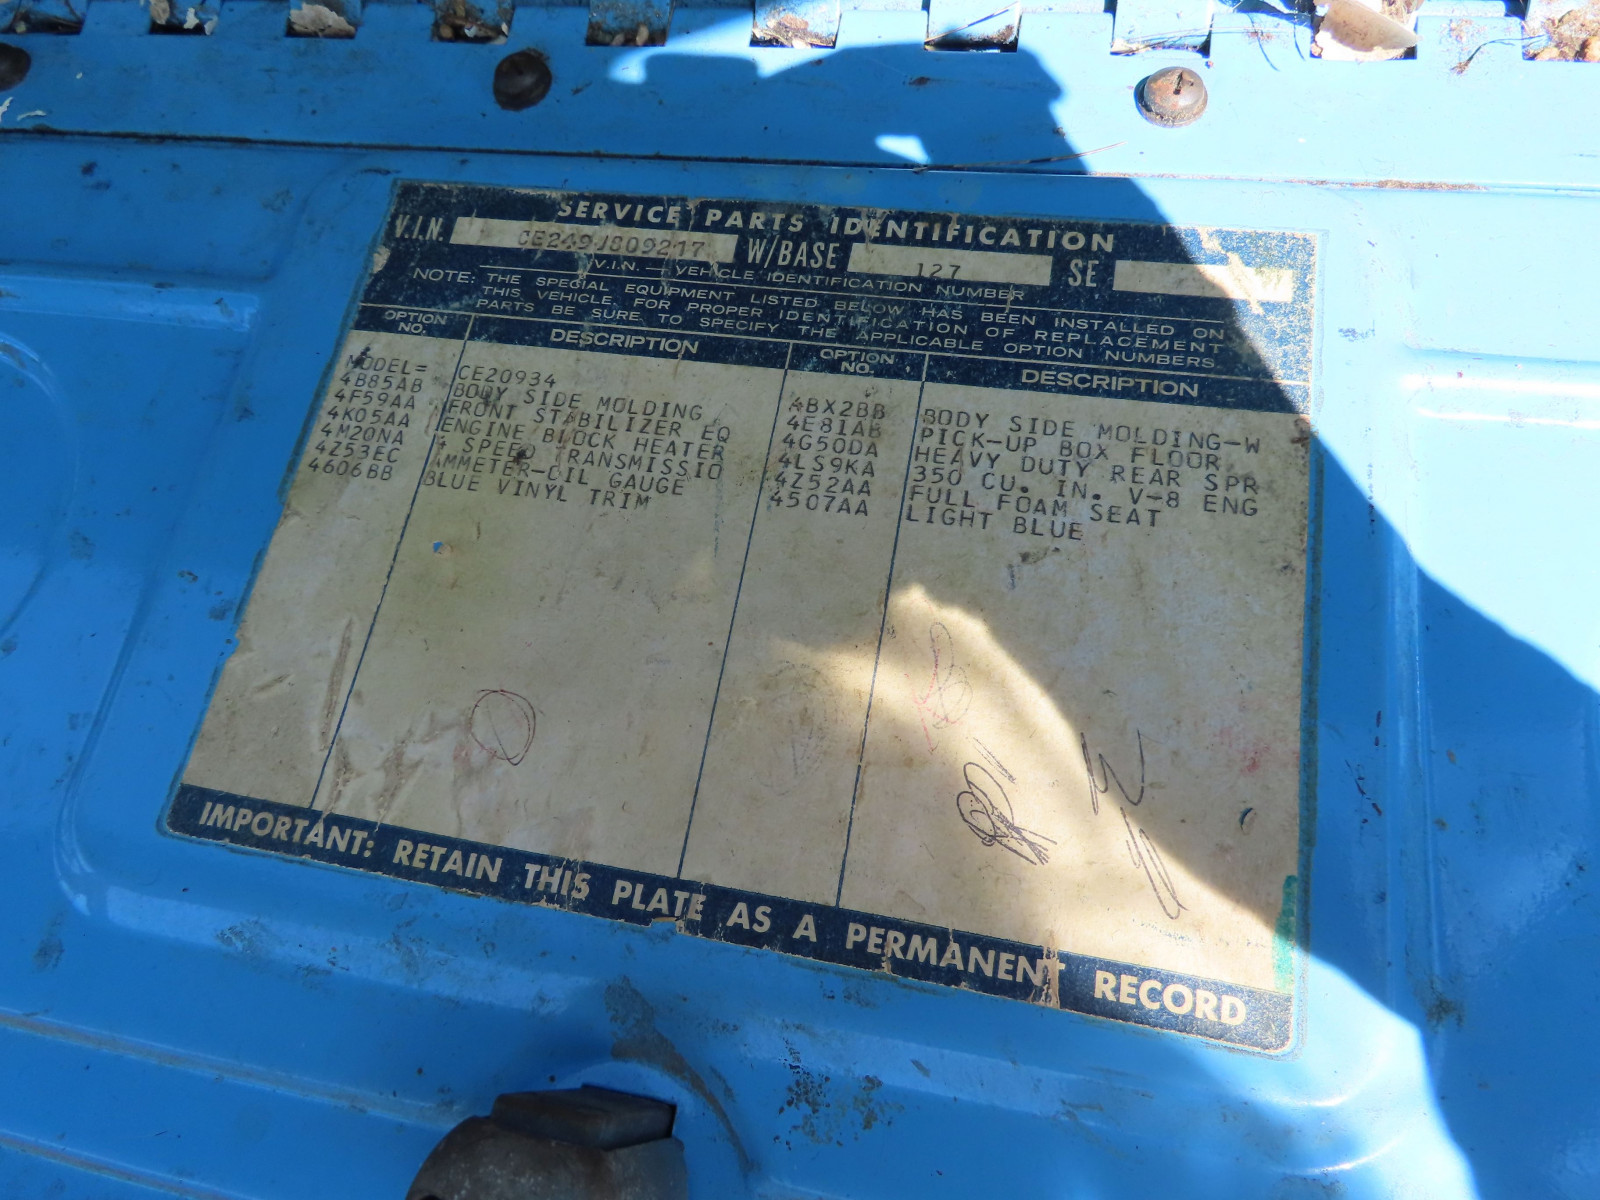 SERVICE PARTS IDENTIFICATION
V.I.N. CE249J809217 W/BASE 127 SE
V.I.N. — VEHICLE IDENTIFICATION NUMBER
NOTE: THE SPECIAL EQUIPMENT LISTED BELOW HAS BEEN INSTALLED ON
THIS VEHICLE. FOR PROPER IDENTIFICATION OF REPLACEMENT
PARTS BE SURE TO SPECIFY THE APPLICABLE OPTION NUMBERS.
OPTION NO. DESCRIPTION OPTION NO. DESCRIPTION
MODEL= CE20934
4B85AB BODY SIDE MOLDING 4BX2BB BODY SIDE MOLDING-W
4F59AA FRONT STABILIZER EQ 4E81AB PICK-UP BOX FLOOR
4K05AA ENGINE BLOCK HEATER 4G50DA HEAVY DUTY REAR SPR
4M20NA 4 SPEED TRANSMISSIO 4LS9KA 350 CU. IN. V-8 ENG
4Z53EC AMMETER-OIL GAUGE 4Z52AA FULL FOAM SEAT
4606BB BLUE VINYL TRIM 4507AA LIGHT BLUE
IMPORTANT: RETAIN THIS PLATE AS A PERMANENT RECORD